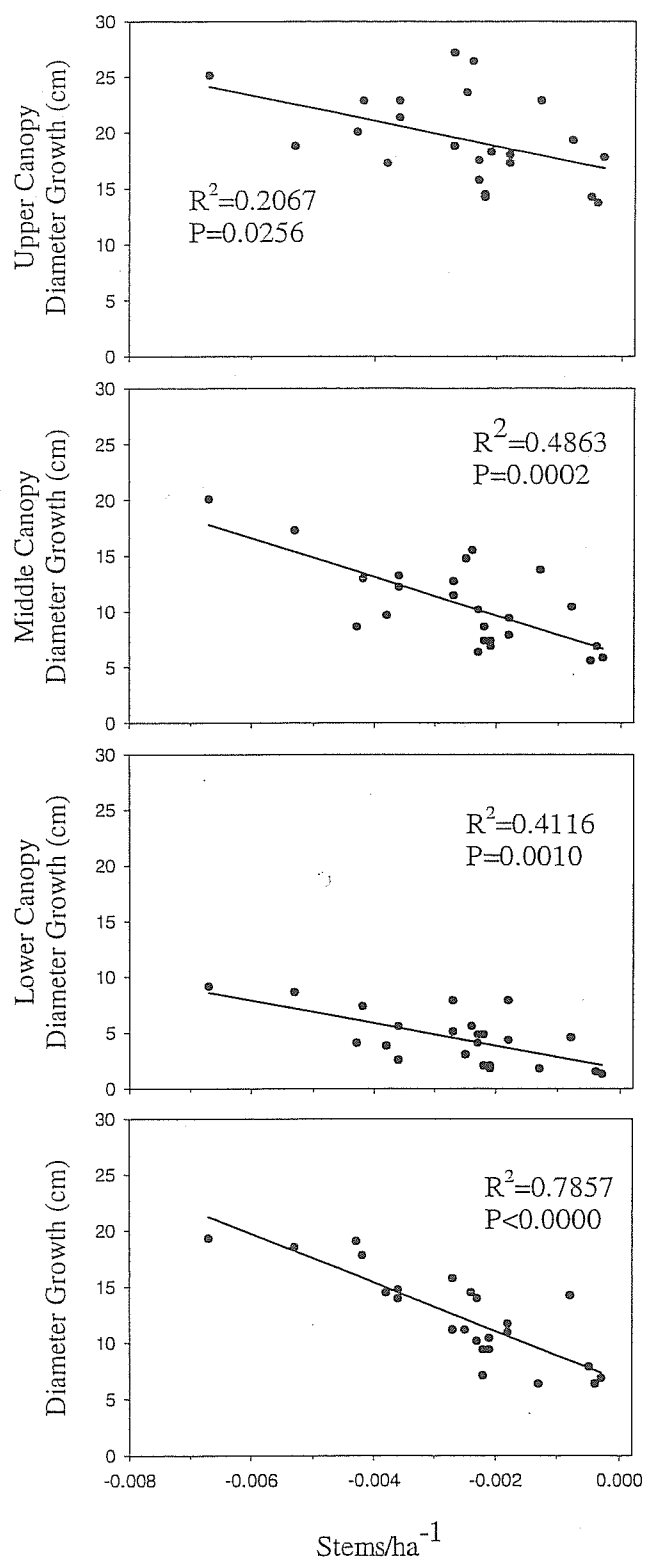 30
25
20
15
10
5
0
Upper Canopy
Diameter Growth (cm)
R²=0.2067
P=0.0256
30
25
20
15
10
5
0
Middle Canopy
Diameter Growth (cm)
R²=0.4863
P=0.0002
30
25
20
15
10
5
0
Lower Canopy
Diameter Growth (cm)
R²=0.4116
P=0.0010
30
25
20
15
10
5
0
Diameter Growth (cm)
R²=0.7857
P<0.0000
-0.008 -0.006 -0.004 -0.002 0.000
Stems/ha⁻¹